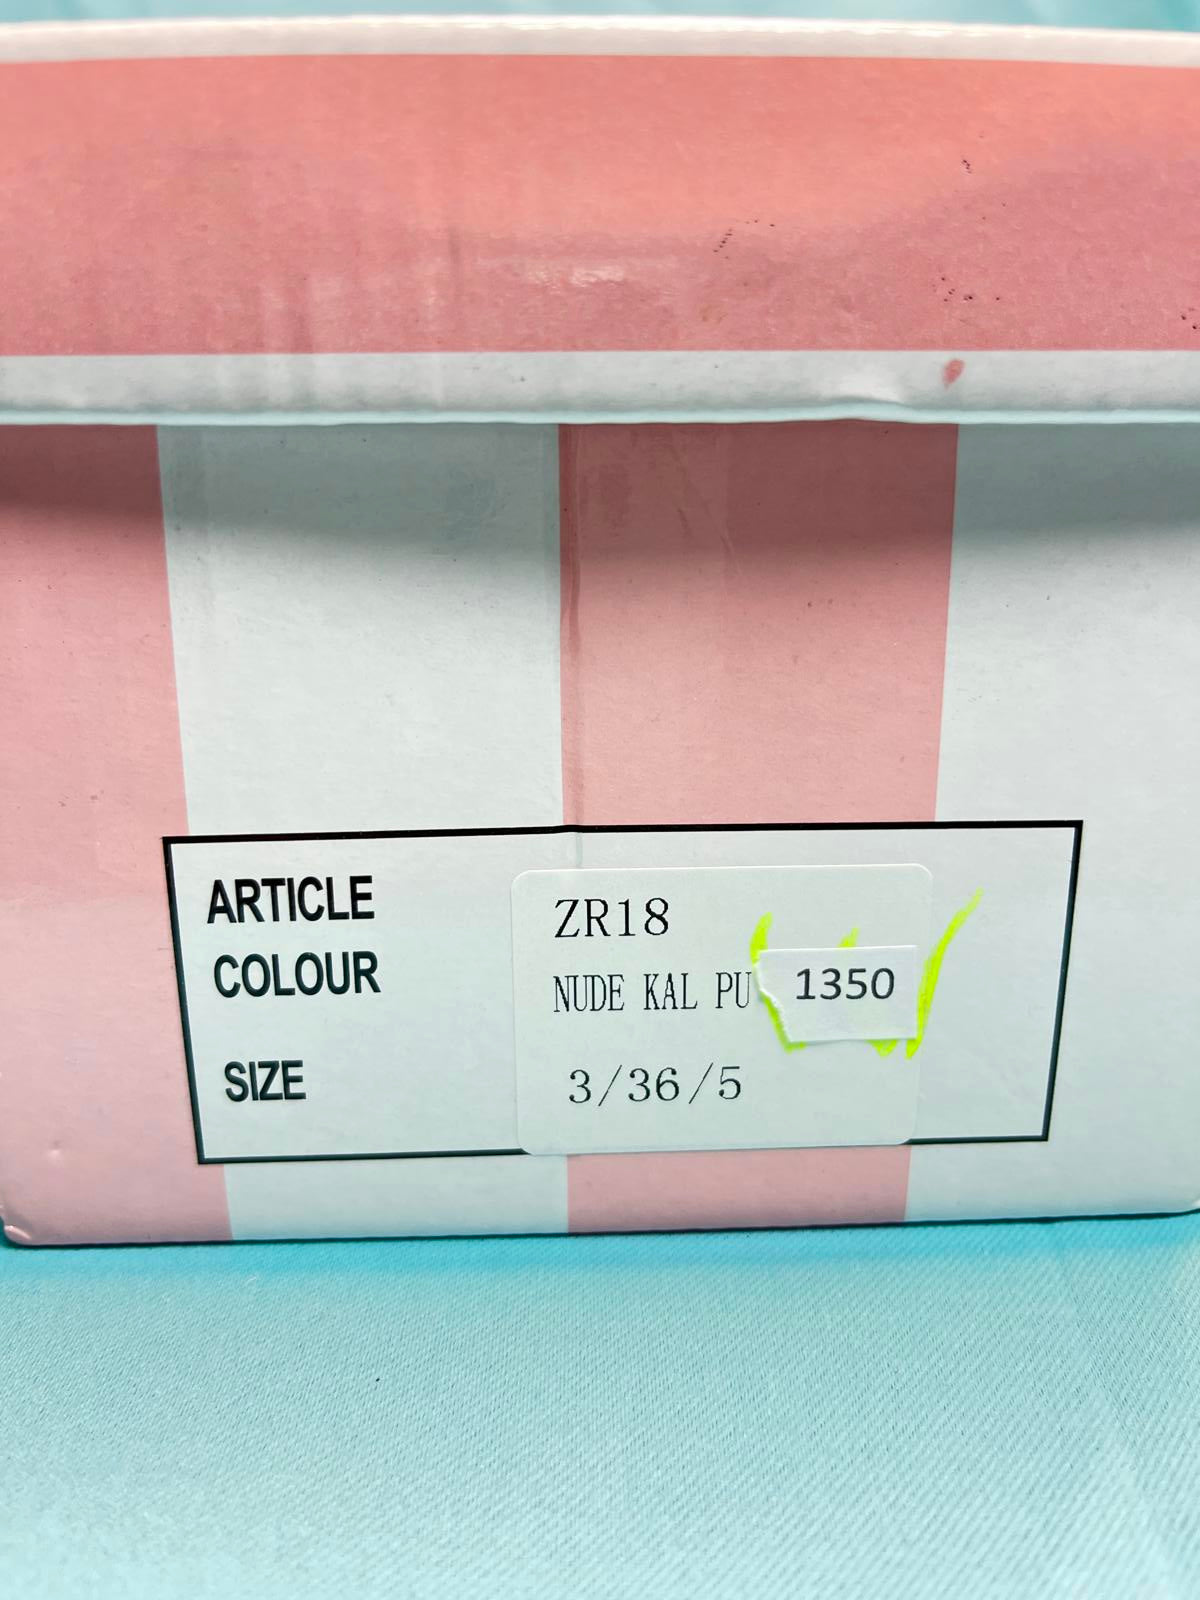 ARTICLE ZR18
COLOUR NUDE KAL PU 1350
SIZE 3/36/5